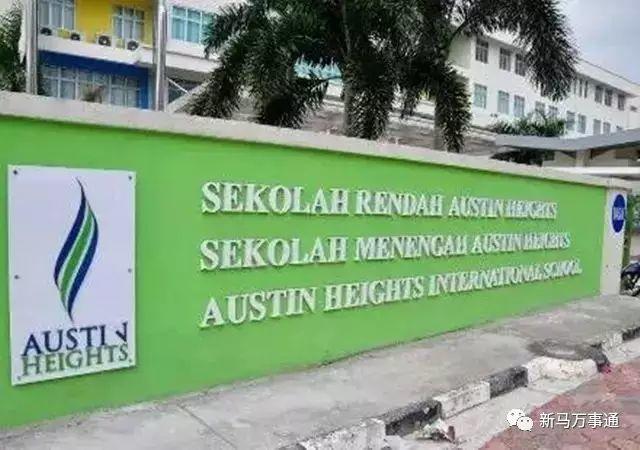 SEKOLAH RENDAH AUSTIN HEIGHTS
SEKOLAH MENENGAH AUSTIN HEIGHTS
AUSTIN HEIGHTS INTERNATIONAL SCHOOL
AUSTIN
HEIGHTS
新马万事通